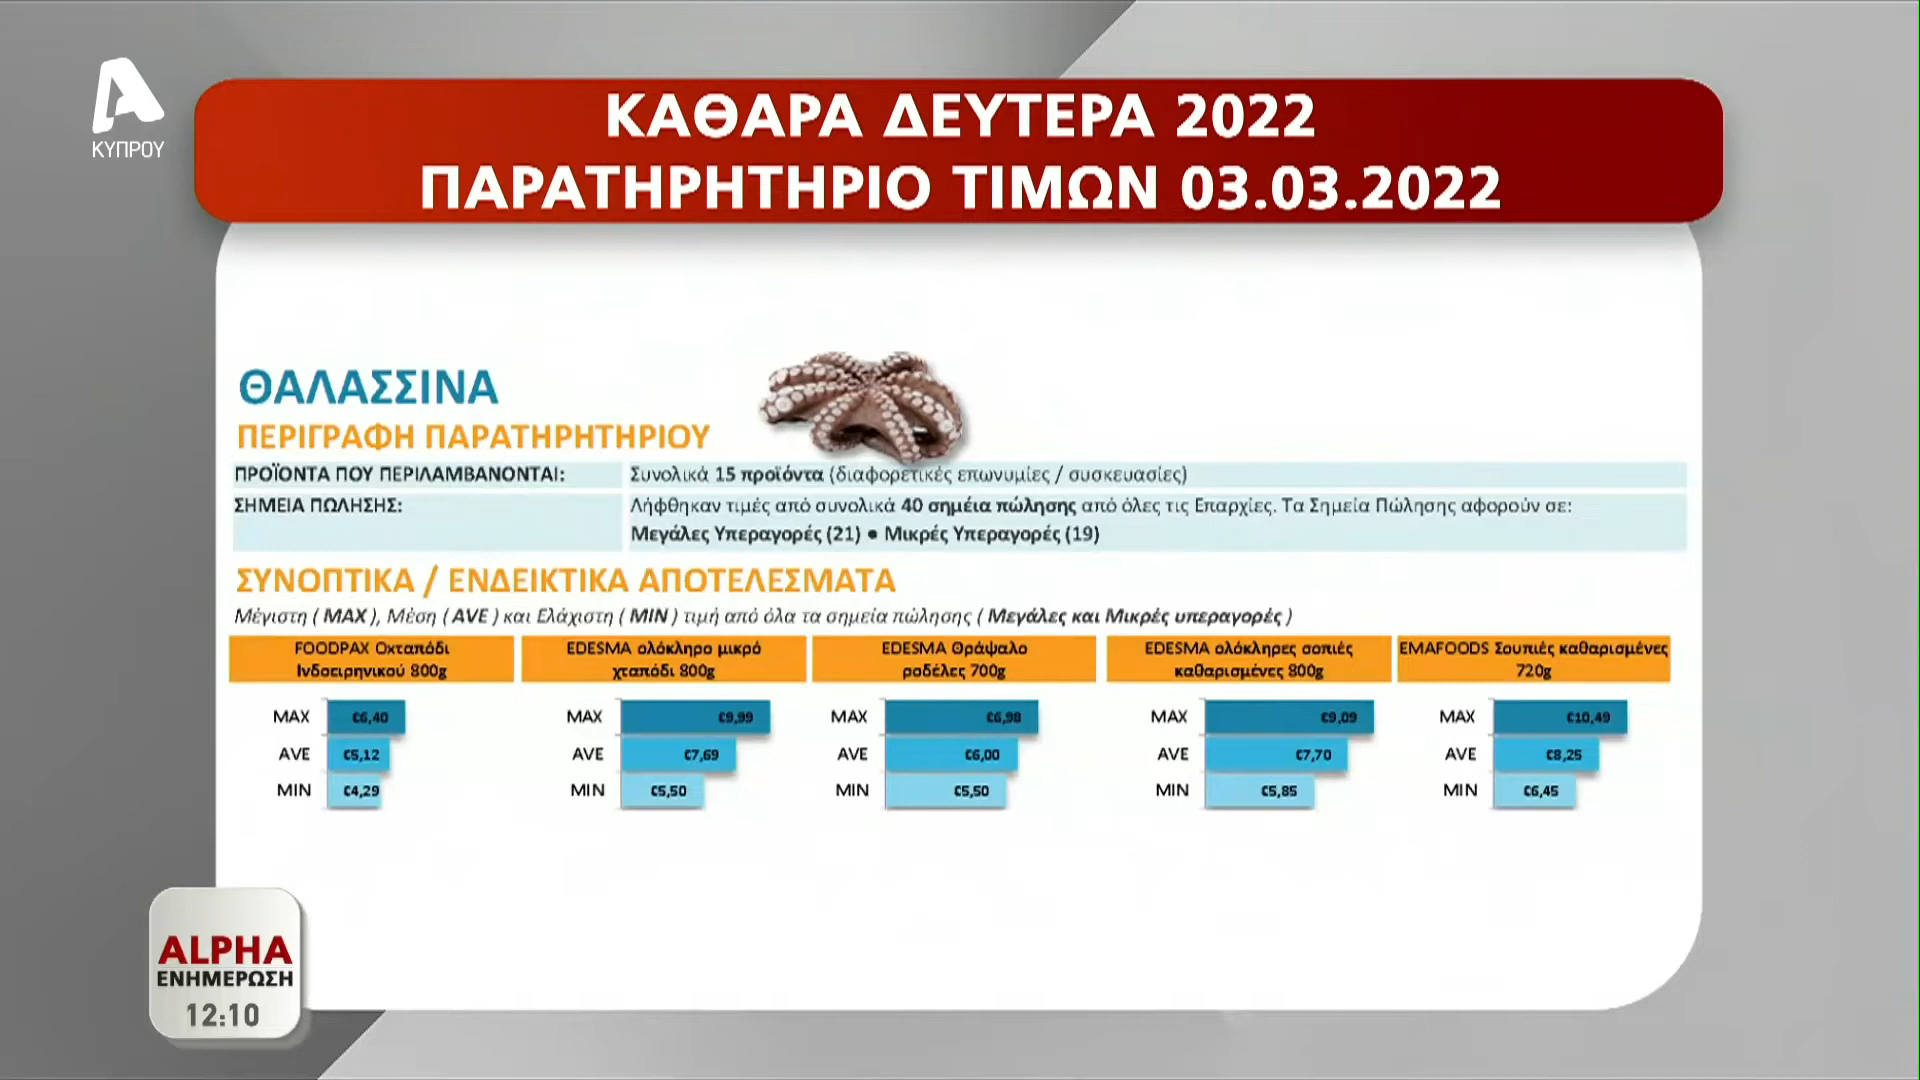 ΚΥΠΡΟΥ
ΚΑΘΑΡΑ ΔΕΥΤΕΡΑ 2022
ΠΑΡΑΤΗΡΗΤΗΡΙΟ ΤΙΜΩΝ 03.03.2022
ΘΑΛΑΣΣΙΝΑ
ΠΕΡΙΓΡΑΦΗ ΠΑΡΑΤΗΡΗΤΗΡΙΟΥ
ΠΡΟΪΟΝΤΑ ΠΟΥ ΠΕΡΙΛΑΜΒΑΝΟΝΤΑΙ: Συνολικά 15 προϊόντα (διαφορετικές επωνυμίες / συσκευασίες)
ΣΗΜΕΙΑ ΠΩΛΗΣΗΣ: Λήφθηκαν τιμές από συνολικά 40 σημέια πώλησης από όλες τις Επαρχίες. Τα Σημεία Πώλησης αφορούν σε:
Μεγάλες Υπεραγορές (21) ● Μικρές Υπεραγορές (19)
ΣΥΝΟΠΤΙΚΑ / ΕΝΔΕΙΚΤΙΚΑ ΑΠΟΤΕΛΕΣΜΑΤΑ
Μέγιστη ( MAX ), Μέση ( AVE ) και Ελάχιστη ( MIN ) τιμή από όλα τα σημεία πώλησης ( Μεγάλες και Μικρές υπεραγορές )
FOODPAX Οχταπόδι
Ινδοειρηνικού 800g
MAX €6,40
AVE €5,12
MIN €4,29
EDESMA ολόκληρο μικρό
χταπόδι 800g
MAX €9,99
AVE €7,69
MIN €5,50
EDESMA Θράψαλο
ροδέλες 700g
MAX €6,98
AVE €6,00
MIN €5,50
EDESMA ολόκληρες σοπιές
καθαρισμένες 800g
MAX €9,09
AVE €7,70
MIN €5,85
EMAFOODS Σουπιές καθαρισμένες
720g
MAX €10,49
AVE €8,25
MIN €6,45
ALPHA
ΕΝΗΜΕΡΩΣΗ
12:10